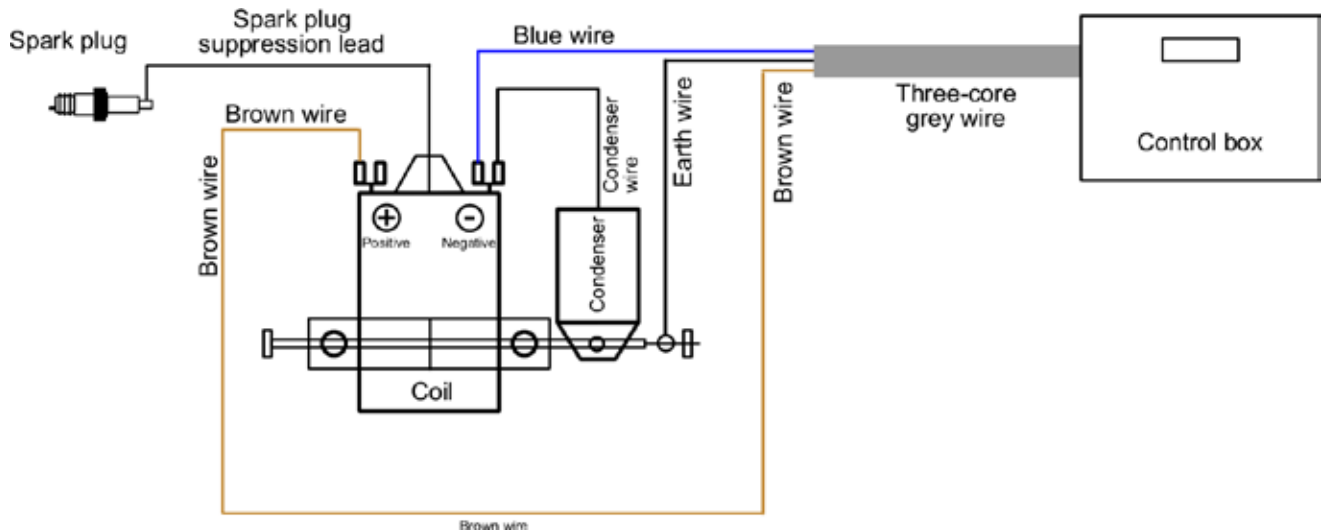 Spark plug
Spark plug
suppression lead
Blue wire
Brown wire
Brown wire
Condenser
wire
Earth wire
Brown wire
Three-core
grey wire
Control box
+
-
Positive
Negative
Condenser
Coil
Brown wire